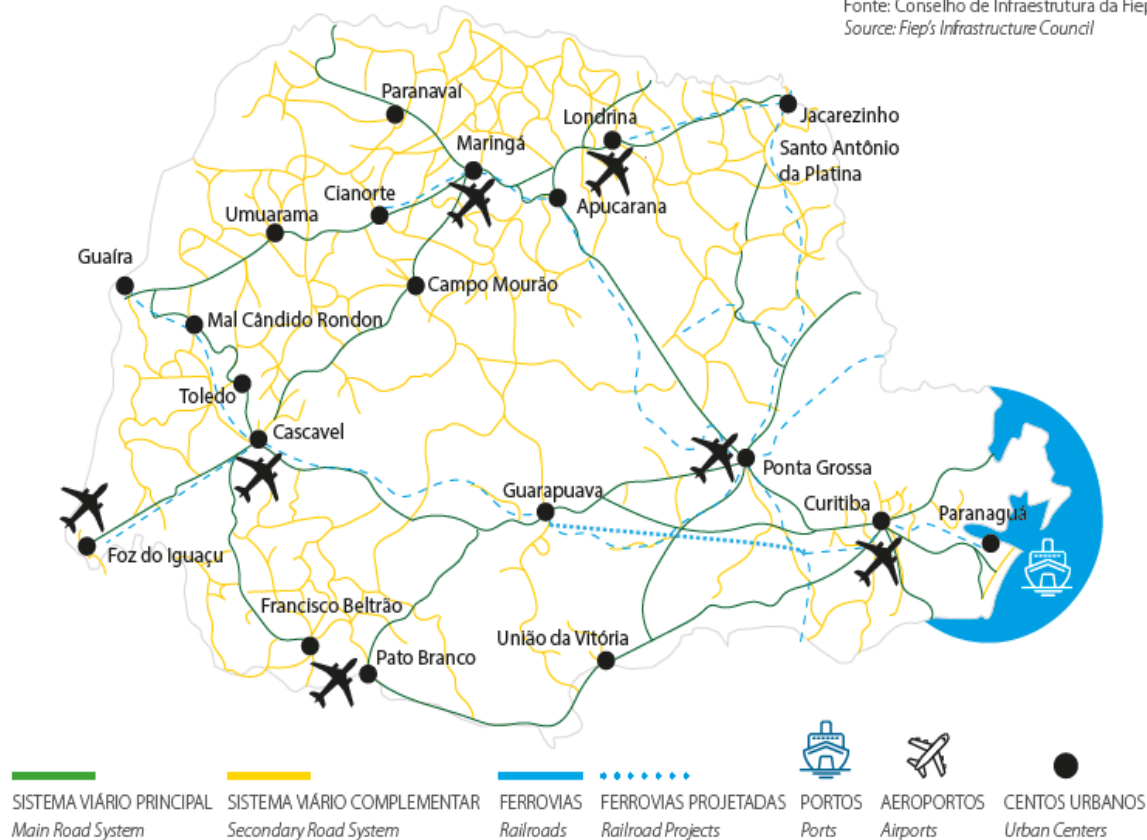 Fonte: Conselho de Infraestrutura da Fiep
Source: Fiep's Infrastructure Council
Paranavaí
Londrina
Jacarezinho
Maringá
Santo Antônio
da Platina
Cianorte
Apucarana
Umuarama
Guaíra
Campo Mourão
Mal Cândido Rondon
Toledo
Cascavel
Ponta Grossa
Guarapuava
Curitiba
Paranaguá
Foz do Iguaçu
Francisco Beltrão
União da Vitória
Pato Branco
SISTEMA VIÁRIO PRINCIPAL
Main Road System
SISTEMA VIÁRIO COMPLEMENTAR
Secondary Road System
FERROVIAS
Railroads
FERROVIAS PROJETADAS
Railroad Projects
PORTOS
Ports
AEROPORTOS
Airports
CENTOS URBANOS
Urban Centers